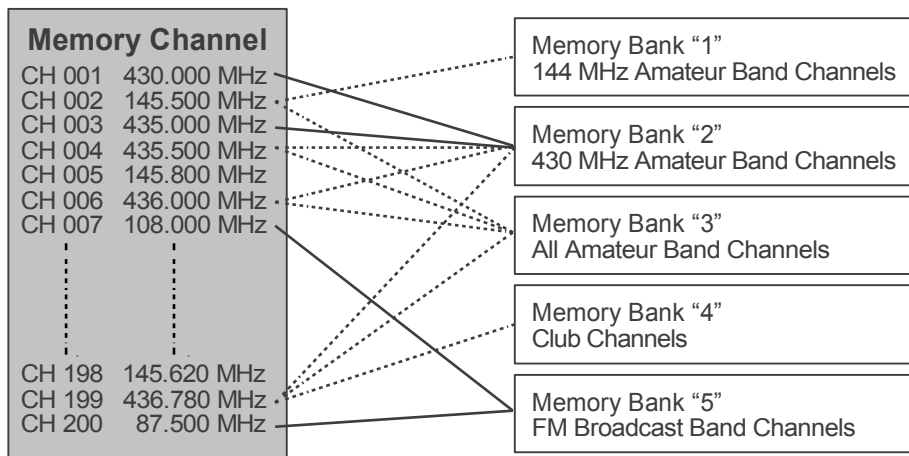 Memory Channel
CH 001 430.000 MHz
CH 002 145.500 MHz
CH 003 435.000 MHz
CH 004 435.500 MHz
CH 005 145.800 MHz
CH 006 436.000 MHz
CH 007 108.000 MHz
CH 198 145.620 MHz
CH 199 436.780 MHz
CH 200 87.500 MHz
Memory Bank “1”
144 MHz Amateur Band Channels
Memory Bank “2”
430 MHz Amateur Band Channels
Memory Bank “3”
All Amateur Band Channels
Memory Bank “4”
Club Channels
Memory Bank “5”
FM Broadcast Band Channels